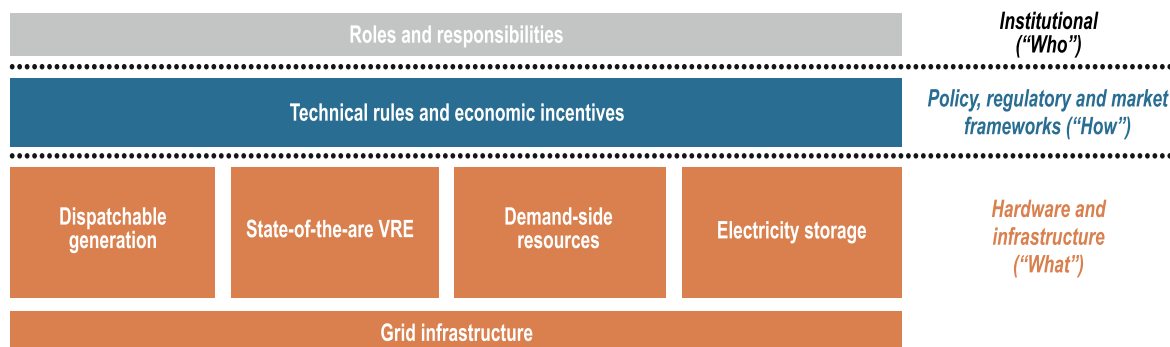 Roles and responsibilities
Institutional
(“Who”)
Technical rules and economic incentives
Policy, regulatory and market
frameworks (“How”)
Dispatchable
generation
State-of-the-are VRE
Demand-side
resources
Electricity storage
Hardware and
infrastructure
(“What”)
Grid infrastructure